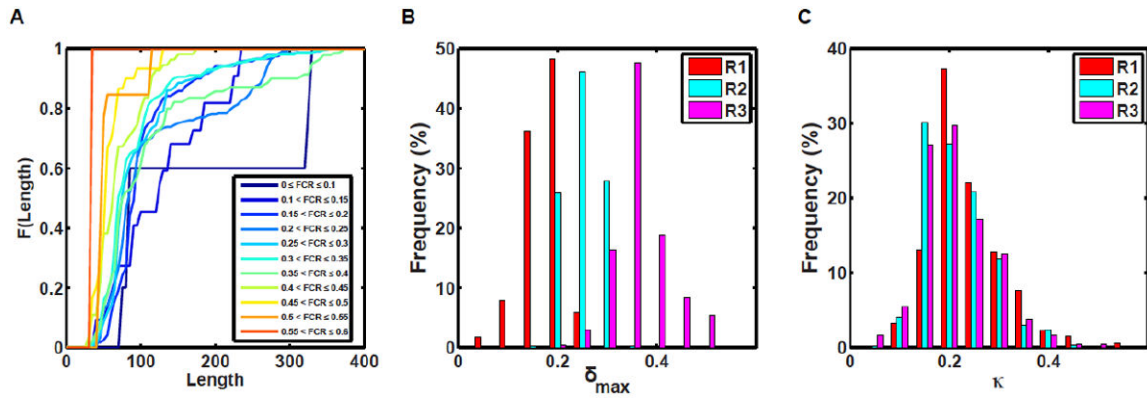 A
F(Length)
1
0.8
0.6
0.4
0.2
0
0 ≤ FCR ≤ 0.1
0.1 < FCR ≤ 0.15
0.15 < FCR ≤ 0.2
0.2 < FCR ≤ 0.25
0.25 < FCR ≤ 0.3
0.3 < FCR ≤ 0.35
0.35 < FCR ≤ 0.4
0.4 < FCR ≤ 0.45
0.45 < FCR ≤ 0.5
0.5 < FCR ≤ 0.55
0.55 < FCR ≤ 0.6
0 100 200 300 400
Length
B
Frequency (%)
50
40
30
20
10
0
R1
R2
R3
0 0.2 0.4
δmax
C
Frequency (%)
40
30
20
10
0
R1
R2
R3
0 0.2 0.4
κ